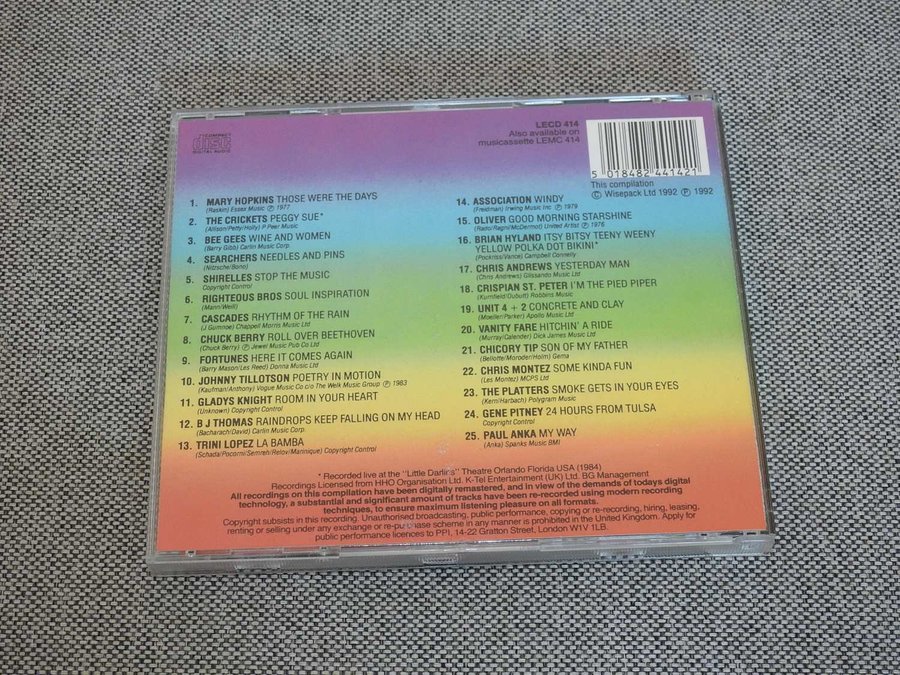 COMPACT
DISC
DIGITAL AUDIO
LECD 414
Also available on
musicassette LEMC 414
5 018482 441421
This compilation
© Wisepack Ltd 1992 ℗ 1992
1. MARY HOPKINS THOSE WERE THE DAYS
(Raskin) Essex Music ℗ 1977
2. THE CRICKETS PEGGY SUE*
(Allison/Petty/Holly) P.Peer Music
3. BEE GEES WINE AND WOMEN
(Barry Gibb) Carlin Music Corp.
4. SEARCHERS NEEDLES AND PINS
(Nitzsche/Bono)
5 SHIRELLES STOP THE MUSIC
Copyright Control
6. RIGHTEOUS BROS SOUL INSPIRATION
(Mann/Weill)
7. CASCADES RHYTHM OF THE RAIN
(J Gumnoe) Chappell Morris Music Ltd
8. CHUCK BERRY ROLL OVER BEETHOVEN
(Chuck Berry) ℗ Jewel Music Pub Co Ltd
9. FORTUNES HERE IT COMES AGAIN
(Barry Mason/Les Reed) Donna Music Ltd
10. JOHNNY TILLOTSON POETRY IN MOTION
(Kaufman/Anthony) Vogue Music Co c/o The Welk Music Group ℗ 1983
11. GLADYS KNIGHT ROOM IN YOUR HEART
(Unknown) Copyright Control
12. B J THOMAS RAINDROPS KEEP FALLING ON MY HEAD
(Bacharach/David) Carlin Music Corp.
13. TRINI LOPEZ LA BAMBA
(Schada/Pocorni/Semreh/Relov/Mannique) Copyright Control
14. ASSOCIATION WINDY
(Freidman) Irwing Music Inc ℗ 1979
15. OLIVER GOOD MORNING STARSHINE
(Rado/Ragni/McDermot) United Artist ℗ 1976
16. BRIAN HYLAND ITSY BITSY TEENY WEENY
YELLOW POLKA DOT BIKINI*
(Pockriss/Vance) Campbell Connelly
17. CHRIS ANDREWS YESTERDAY MAN
(Chris Andrews) Glissando Music Ltd
18. CRISPIAN ST. PETER I'M THE PIED PIPER
(Kurnfield/Dubutt) Robbins Music
19. UNIT 4 + 2 CONCRETE AND CLAY
(Moeller/Parker) Apollo Music Ltd
20. VANITY FARE HITCHIN' A RIDE
(Murray/Calender) Dick James Music Ltd
21. CHICORY TIP SON OF MY FATHER
(Bellotte/Moroder/Holm) Gema
22. CHRIS MONTEZ SOME KINDA FUN
(Les Montez) MCPS Ltd
23. THE PLATTERS SMOKE GETS IN YOUR EYES
(Kern/Harbach) Polygram Music
24. GENE PITNEY 24 HOURS FROM TULSA
Copyright Control
25. PAUL ANKA MY WAY
(Anka) Spanks Music BMI
* Recorded live at the "Little Darlins" Theatre Orlando Florida USA (1984)
Recordings Licensed from HHO Organisation Ltd. K-Tel Entertainment (UK) Ltd. BG Management
All recordings on this compilation have been digitally remastered, and in view of the demands of todays digital
technology, a substantial and significant amount of tracks have been re-recorded using modern recording
techniques, to ensure maximum listening pleasure on all formats.
Copyright subsists in this recording. Unauthorised broadcasting, public performance, copying or re-recording, hiring, leasing,
renting or selling under any exchange or re-purchase scheme in any manner is prohibited in the United Kingdom. Apply for
public performance licences to PPI, 14-22 Gratton Street, London W1V 1LB.